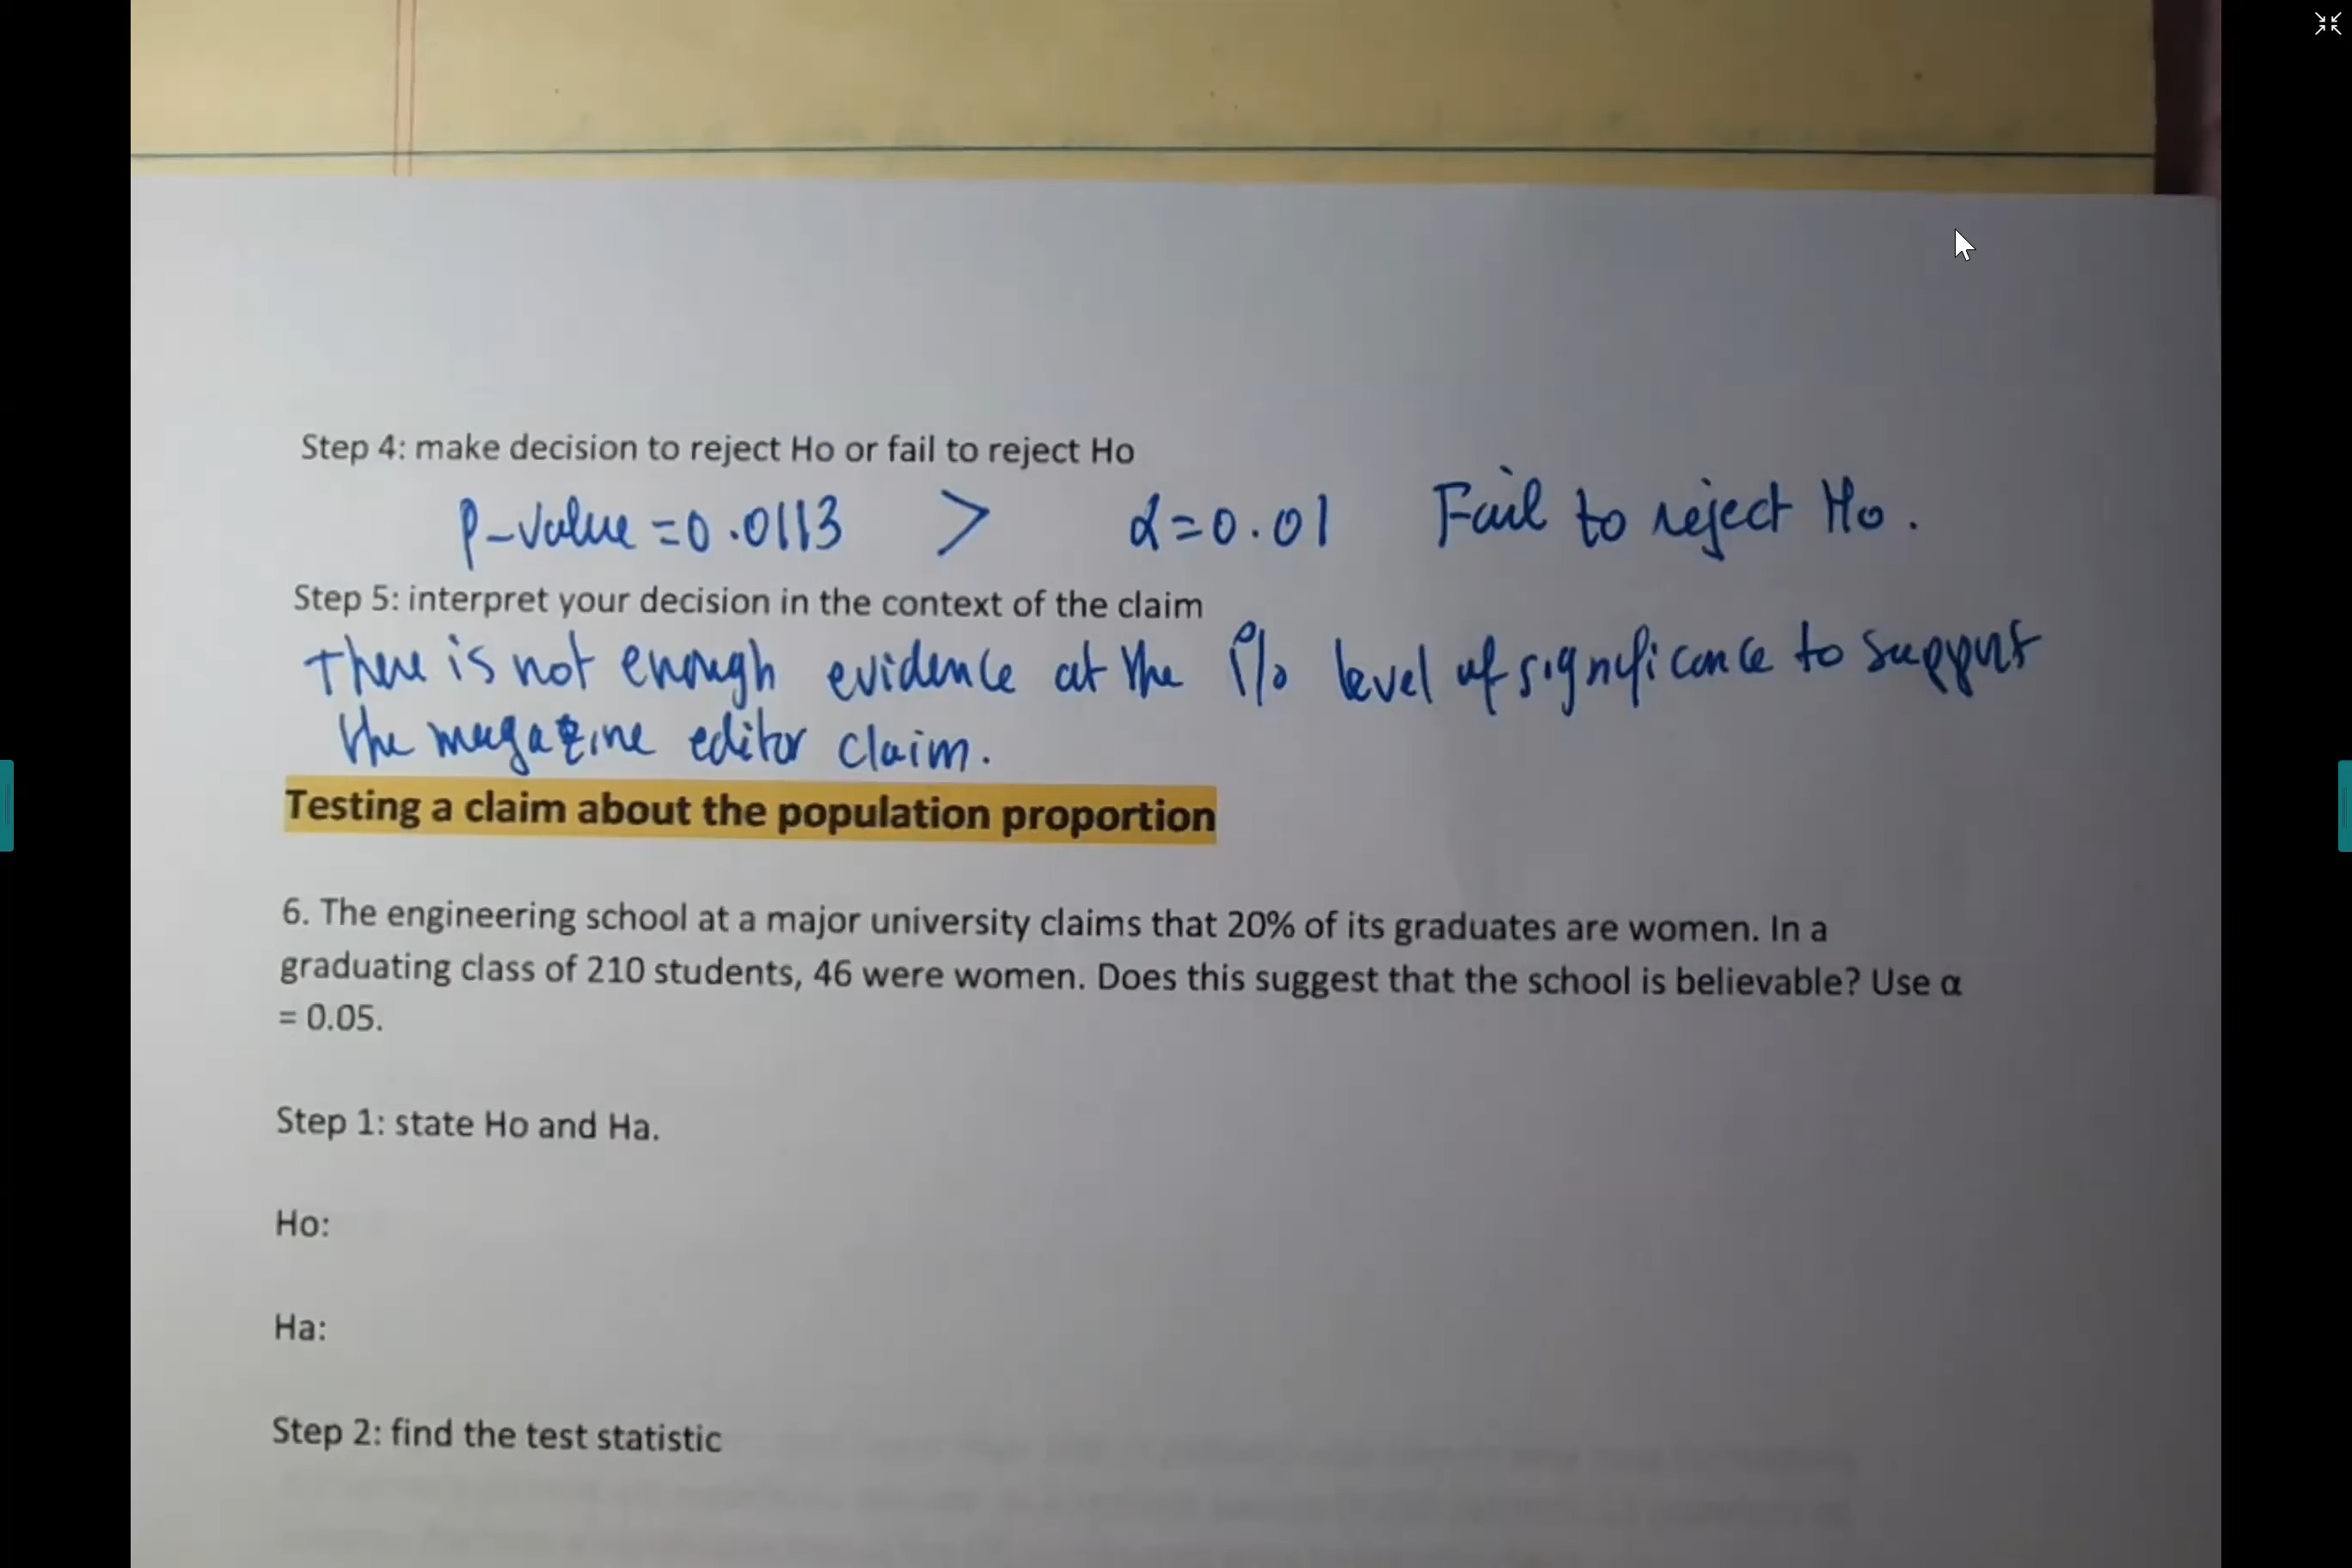 Step 4: make decision to reject Ho or fail to reject Ho
P-value = 0.0113 > α = 0.01 Fail to reject Ho.
Step 5: interpret your decision in the context of the claim
There is not enough evidence at the 1% level of significance to support
the magazine editor claim.
Testing a claim about the population proportion
6. The engineering school at a major university claims that 20% of its graduates are women. In a
graduating class of 210 students, 46 were women. Does this suggest that the school is believable? Use α
= 0.05.
Step 1: state Ho and Ha.
Ho:
Ha:
Step 2: find the test statistic